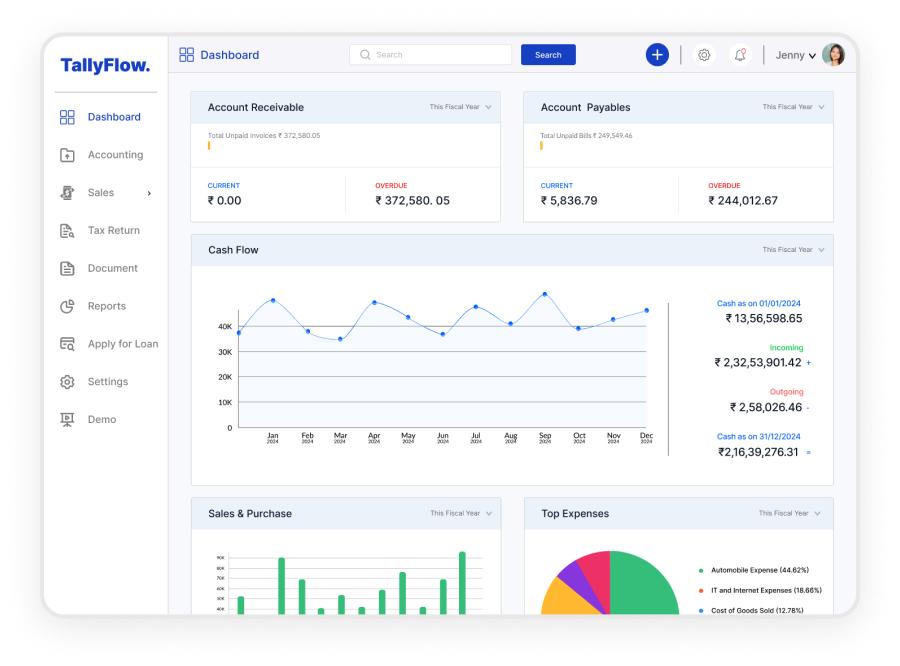 TallyFlow.
Dashboard
Search
Search
Jenny
Dashboard
Accounting
Sales
Tax Return
Document
Reports
Apply for Loan
Settings
Demo
Account Receivable
This Fiscal Year
Total Unpaid Invoices ₹ 372,580.05
CURRENT
₹ 0.00
OVERDUE
₹ 372,580. 05
Account Payables
This Fiscal Year
Total Unpaid Bills ₹ 249,549.46
CURRENT
₹ 5,836.79
OVERDUE
₹ 244,012.67
Cash Flow
This Fiscal Year
40K
30K
20K
10K
0
Jan 2024
Feb 2024
Mar 2024
Apr 2024
May 2024
Jun 2024
Jul 2024
Aug 2024
Sep 2024
Oct 2024
Nov 2024
Dec 2024
Cash as on 01/01/2024
₹ 13,56,598.65
Incoming
₹ 2,32,53,901.42 +
Outgoing
₹ 2,58,026.46 -
Cash as on 31/12/2024
₹2,16,39,276.31 =
Sales & Purchase
This Fiscal Year
90K
80K
70K
60K
50K
40K
Top Expenses
This Fiscal Year
Automobile Expense (44.62%)
IT and Internet Expenses (18.66%)
Cost of Goods Sold (12.78%)